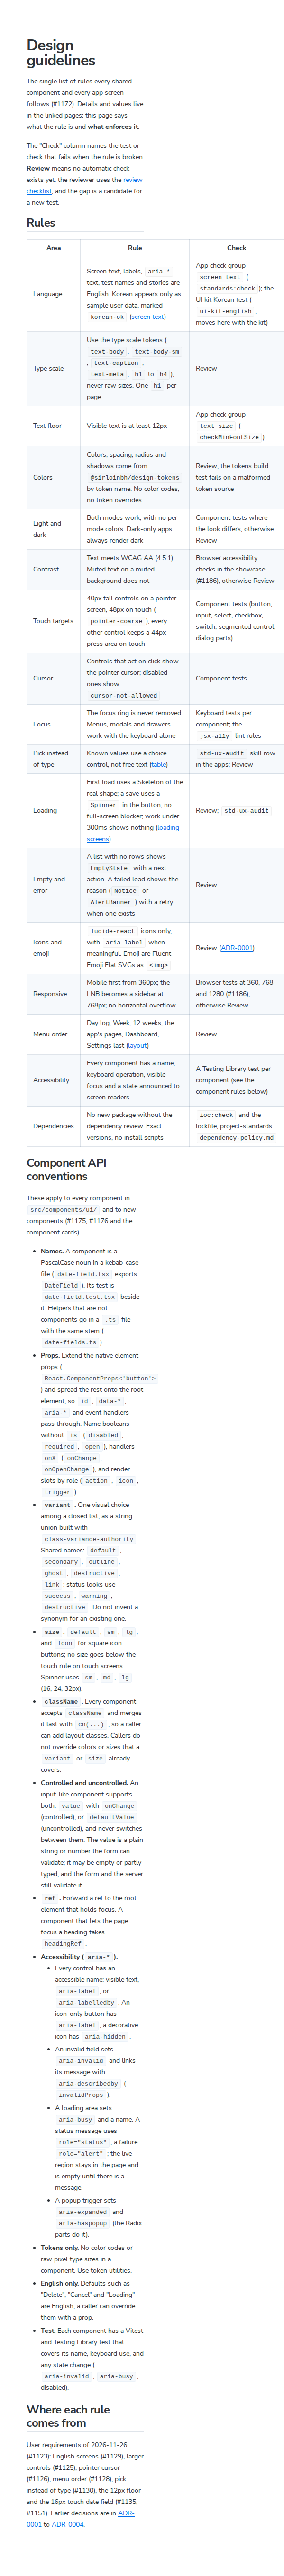 Design
guidelines
The single list of rules every shared
component and every app screen
follows (#1172). Details and values live
in the linked pages; this page says
what the rule is and what enforces it.
The "Check" column names the test or
check that fails when the rule is broken.
Review means no automatic check
exists yet: the reviewer uses the review
checklist, and the gap is a candidate for
a new test.
Rules
Area Rule Check
Language
Screen text, labels, aria-*
text, test names and stories are
English. Korean appears only as
sample user data, marked
korean-ok (screen text)
App check group
screen text (
standards:check ); the
UI kit Korean test (
ui-kit-english ,
moves here with the kit)
Type scale
Use the type scale tokens (
text-body , text-body-sm
, text-caption ,
text-meta , h1 to h4 ),
never raw sizes. One h1 per
page
Review
Text floor
Visible text is at least 12px
App check group
text size (
checkMinFontSize )
Colors
Colors, spacing, radius and
shadows come from
@sirloinbh/design-tokens
by token name. No color codes,
no token overrides
Review; the tokens build
test fails on a malformed
token source
Light and
dark
Both modes work, with no per-
mode colors. Dark-only apps
always render dark
Component tests where
the look differs; otherwise
Review
Contrast
Text meets WCAG AA (4.5:1).
Muted text on a muted
background does not
Browser accessibility
checks in the showcase
(#1186); otherwise Review
Touch targets
40px tall controls on a pointer
screen, 48px on touch (
pointer-coarse ); every
other control keeps a 44px
press area on touch
Component tests (button,
input, select, checkbox,
switch, segmented control,
dialog parts)
Cursor
Controls that act on click show
the pointer cursor; disabled
ones show
cursor-not-allowed
Component tests
Focus
The focus ring is never removed.
Menus, modals and drawers
work with the keyboard alone
Keyboard tests per
component; the
jsx-a11y lint rules
Pick instead
of type
Known values use a choice
control, not free text (table)
std-ux-audit skill row
in the apps; Review
Loading
First load uses a Skeleton of the
real shape; a save uses a
Spinner in the button; no
full-screen blocker; work under
300ms shows nothing (loading
screens)
Review; std-ux-audit
Empty and
error
A list with no rows shows
EmptyState with a next
action. A failed load shows the
reason ( Notice or
AlertBanner ) with a retry
when one exists
Review
Icons and
emoji
lucide-react icons only,
with aria-label when
meaningful. Emoji are Fluent
Emoji Flat SVGs as <img>
Review (ADR-0001)
Responsive
Mobile first from 360px; the
LNB becomes a sidebar at
768px; no horizontal overflow
Browser tests at 360, 768
and 1280 (#1186);
otherwise Review
Menu order
Day log, Week, 12 weeks, the
app's pages, Dashboard,
Settings last (layout)
Review
Accessibility
Every component has a name,
keyboard operation, visible
focus and a state announced to
screen readers
A Testing Library test per
component (see the
component rules below)
Dependencies
No new package without the
dependency review. Exact
versions, no install scripts
ioc:check and the
lockfile; project-standards
dependency-policy.md
Component API
conventions
These apply to every component in
src/components/ui/ and to new
components (#1175, #1176 and the
component cards).
• Names. A component is a
PascalCase noun in a kebab-case
file ( date-field.tsx exports
DateField ). Its test is
date-field.test.tsx beside
it. Helpers that are not
components go in a .ts file
with the same stem (
date-fields.ts ).
• Props. Extend the native element
props (
React.ComponentProps<'button'>
) and spread the rest onto the root
element, so id , data-* ,
aria-* and event handlers
pass through. Name booleans
without is ( disabled ,
required , open ), handlers
onX ( onChange ,
onOpenChange ), and render
slots by role ( action , icon ,
trigger ).
• variant . One visual choice
among a closed list, as a string
union built with
class-variance-authority .
Shared names: default ,
secondary , outline ,
ghost , destructive ,
link ; status looks use
success , warning ,
destructive . Do not invent a
synonym for an existing one.
• size . default , sm , lg ,
and icon for square icon
buttons; no size goes below the
touch rule on touch screens.
Spinner uses sm , md , lg
(16, 24, 32px).
• className . Every component
accepts className and merges
it last with cn(...) , so a caller
can add layout classes. Callers do
not override colors or sizes that a
variant or size already
covers.
• Controlled and uncontrolled. An
input-like component supports
both: value with onChange
(controlled), or defaultValue
(uncontrolled), and never switches
between them. The value is a plain
string or number the form can
validate; it may be empty or partly
typed, and the form and the server
still validate it.
• ref . Forward a ref to the root
element that holds focus. A
component that lets the page
focus a heading takes
headingRef .
• Accessibility ( aria-* ).
• Every control has an
accessible name: visible text,
aria-label , or
aria-labelledby . An
icon-only button has
aria-label ; a decorative
icon has aria-hidden .
• An invalid field sets
aria-invalid and links
its message with
aria-describedby (
invalidProps ).
• A loading area sets
aria-busy and a name. A
status message uses
role="status" , a failure
role="alert" ; the live
region stays in the page and
is empty until there is a
message.
• A popup trigger sets
aria-expanded and
aria-haspopup (the Radix
parts do it).
• Tokens only. No color codes or
raw pixel type sizes in a
component. Use token utilities.
• English only. Defaults such as
"Delete", "Cancel" and "Loading"
are English; a caller can override
them with a prop.
• Test. Each component has a Vitest
and Testing Library test that
covers its name, keyboard use, and
any state change (
aria-invalid , aria-busy ,
disabled).
Where each rule
comes from
User requirements of 2026-11-26
(#1123): English screens (#1129), larger
controls (#1125), pointer cursor
(#1126), menu order (#1128), pick
instead of type (#1130), the 12px floor
and the 16px touch date field (#1135,
#1151). Earlier decisions are in ADR-
0001 to ADR-0004.